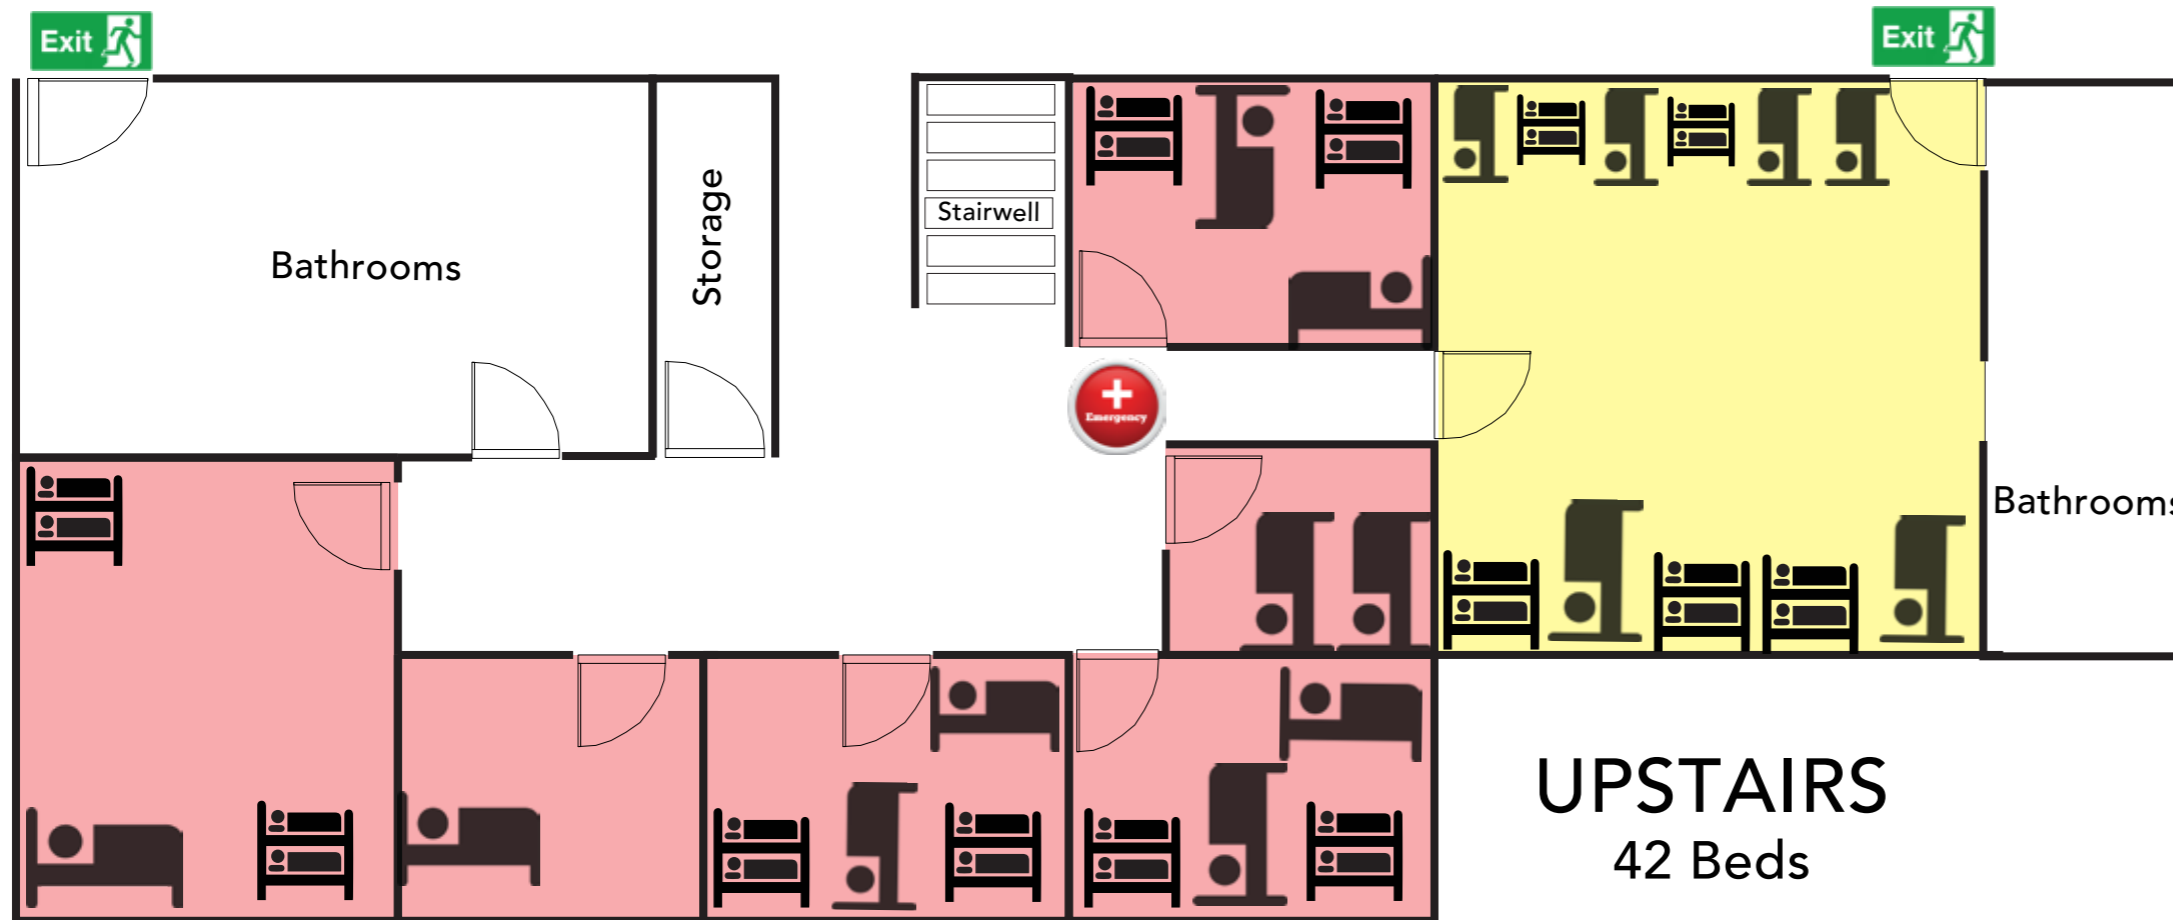 Exit
Exit
Stairwell
Storage
Bathrooms
Emergency
Bathrooms
UPSTAIRS
42 Beds